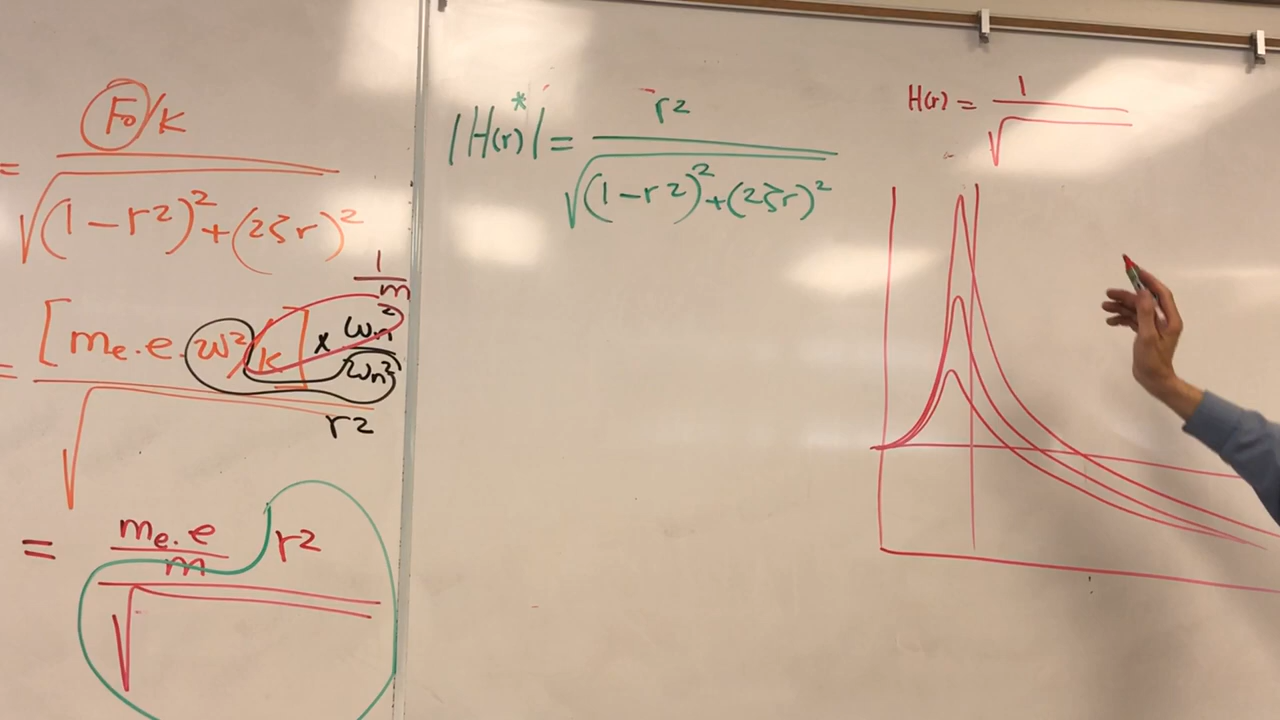 = F₀/k
√((1-r²)²+(2ζr)²)
= [mₑ.e.ω²/k] × ωₙ²/ωₙ²
1/m
√
r²
= mₑ.e/m r²
√
|H(r)*| = r²
√((1-r²)²+(2ζr)²)
H(r) = 1
√